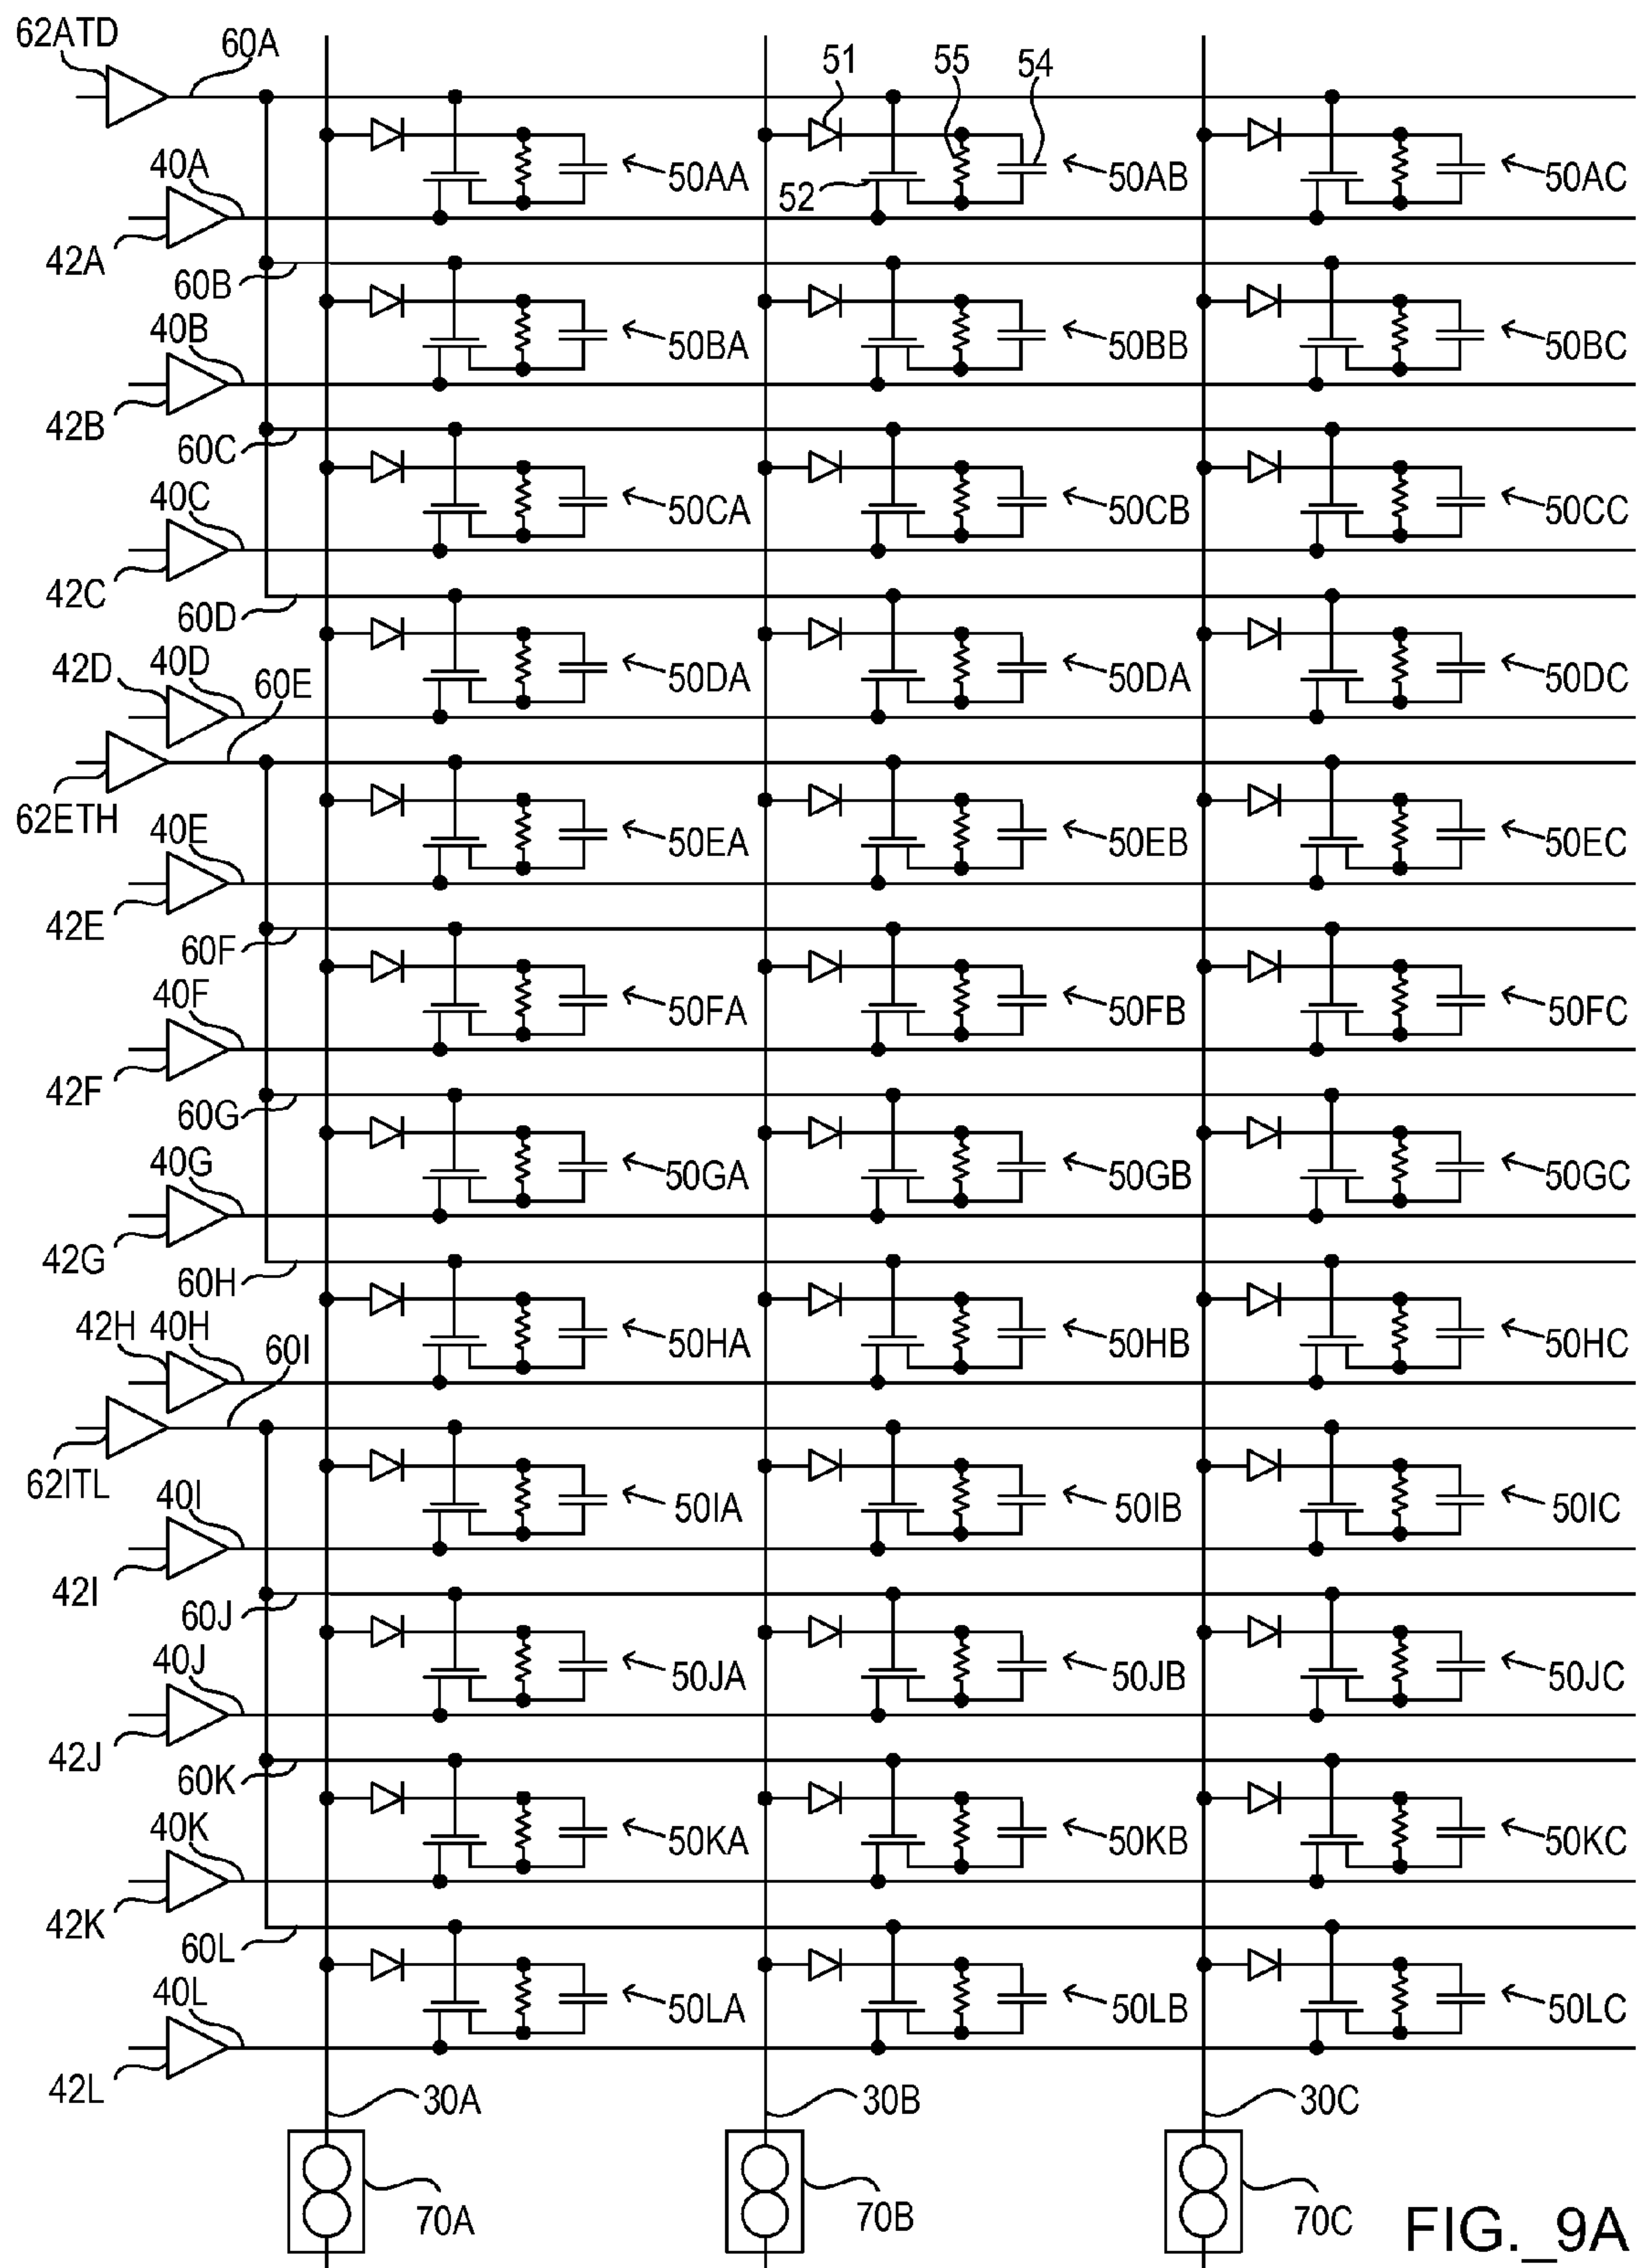 62ATD 60A 51 55 54
40A 50AA 52 50AB 50AC
42A
60B
40B 50BA 50BB 50BC
42B
60C
40C 50CA 50CB 50CC
42C
60D
42D 40D 60E 50DA 50DA 50DC
62ETH 40E 50EA 50EB 50EC
42E
60F
40F 50FA 50FB 50FC
42F
60G
40G 50GA 50GB 50GC
42G
60H
42H 40H 60I 50HA 50HB 50HC
62ITL 40I 50IA 50IB 50IC
42I
60J
40J 50JA 50JB 50JC
42J
60K
40K 50KA 50KB 50KC
42K
60L
40L 50LA 50LB 50LC
42L
30A 30B 30C
70A 70B 70C
FIG._9A